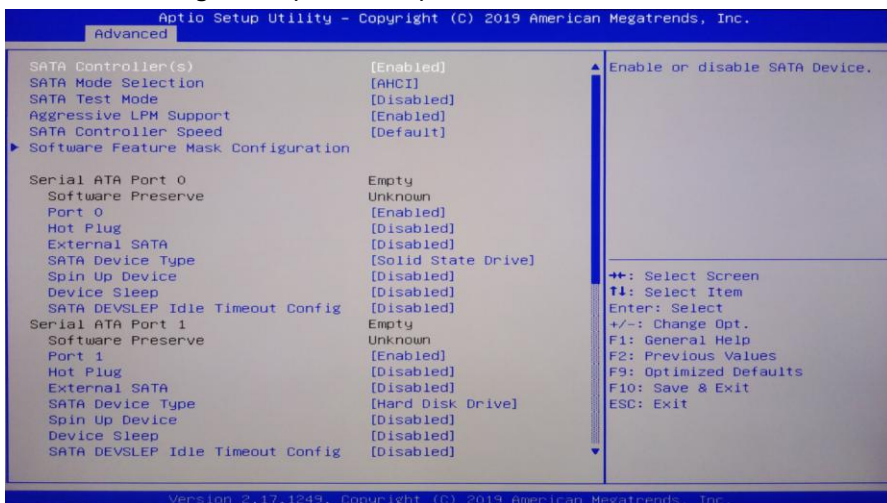 Aptio Setup Utility – Copyright (C) 2019 American Megatrends, Inc.
Advanced
SATA Controller(s) [Enabled]
SATA Mode Selection [AHCI]
SATA Test Mode [Disabled]
Aggressive LPM Support [Enabled]
SATA Controller Speed [Default]
Software Feature Mask Configuration
Serial ATA Port 0 Empty
Software Preserve Unknown
Port 0 [Enabled]
Hot Plug [Disabled]
External SATA [Disabled]
SATA Device Type [Solid State Drive]
Spin Up Device [Disabled]
Device Sleep [Disabled]
SATA DEVSLEP Idle Timeout Config [Disabled]
Serial ATA Port 1 Empty
Software Preserve Unknown
Port 1 [Enabled]
Hot Plug [Disabled]
External SATA [Disabled]
SATA Device Type [Hard Disk Drive]
Spin Up Device [Disabled]
Device Sleep [Disabled]
SATA DEVSLEP Idle Timeout Config [Disabled]
Enable or disable SATA Device.
→←: Select Screen
↑↓: Select Item
Enter: Select
+/-: Change Opt.
F1: General Help
F2: Previous Values
F9: Optimized Defaults
F10: Save & Exit
ESC: Exit
Version 2.17.1249. Copyright (C) 2019 American Megatrends, Inc.